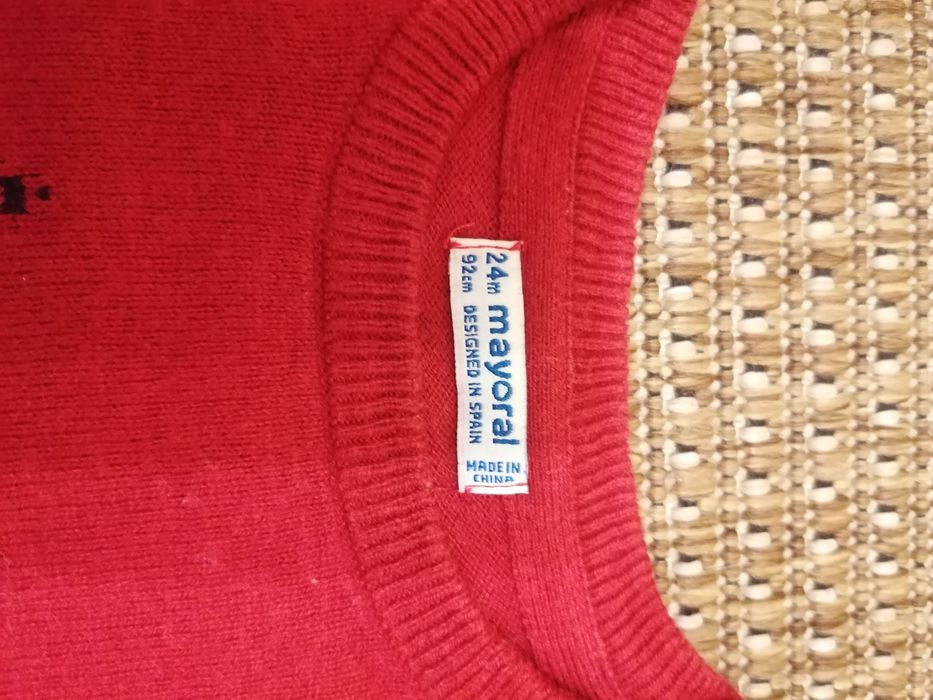 24m mayoral
92cm DESIGNED IN SPAIN
MADE IN
CHINA